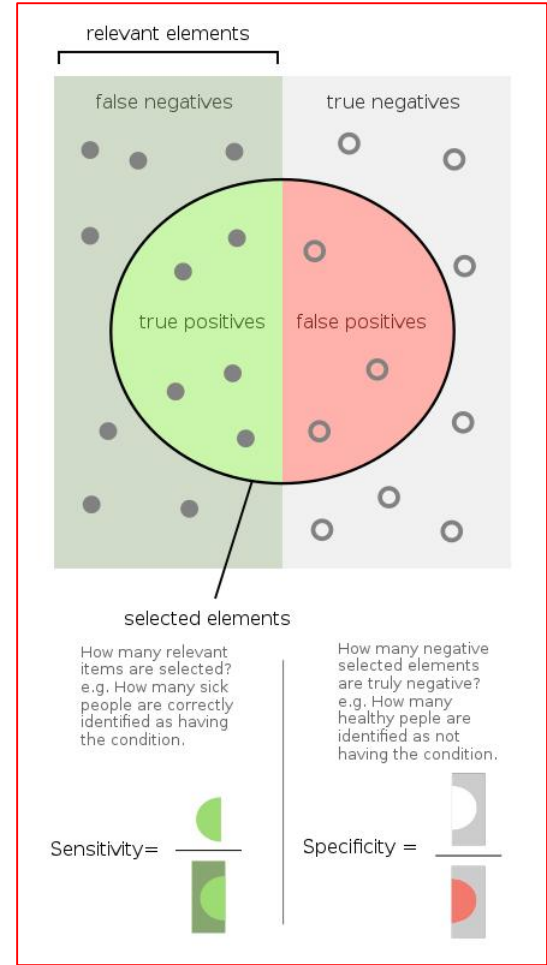 relevant elements
false negatives
true negatives
true positives
false positives
selected elements
How many relevant
items are selected?
e.g. How many sick
people are correctly
identified as having
the condition.
How many negative
selected elements
are truly negative?
e.g. How many
healthy peple are
identified as not
having the condition.
Sensitivity=
Specificity =